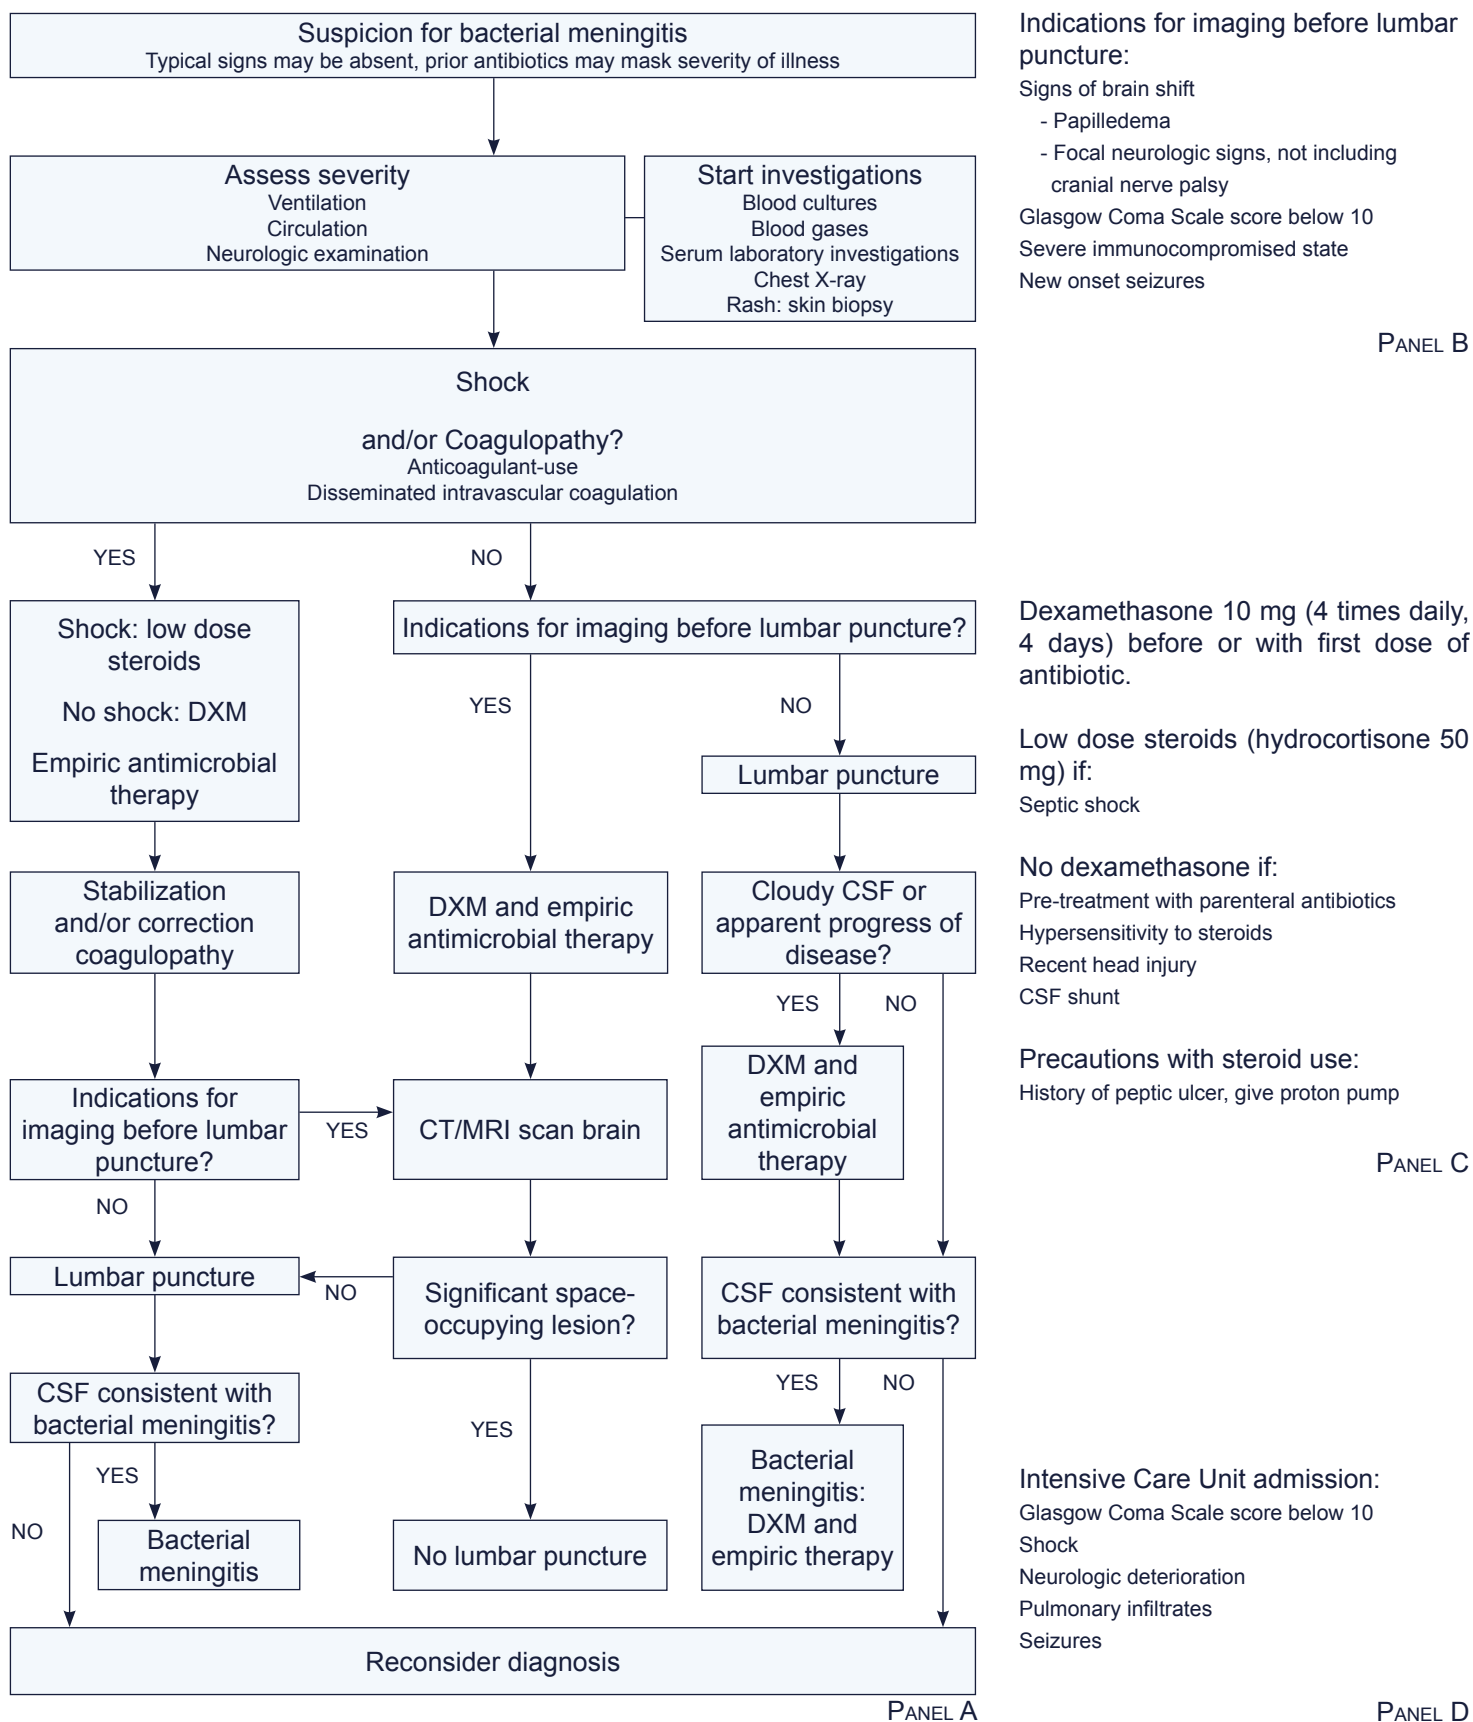 Suspicion for bacterial meningitis
Typical signs may be absent, prior antibiotics may mask severity of illness
Assess severity
Ventilation
Circulation
Neurologic examination
Start investigations
Blood cultures
Blood gases
Serum laboratory investigations
Chest X-ray
Rash: skin biopsy
Shock
and/or Coagulopathy?
Anticoagulant-use
Disseminated intravascular coagulation
YES
NO
Shock: low dose
steroids
No shock: DXM
Empiric antimicrobial
therapy
Indications for imaging before lumbar puncture?
YES
NO
Lumbar puncture
Stabilization
and/or correction
coagulopathy
DXM and empiric
antimicrobial therapy
Cloudy CSF or
apparent progress of
disease?
YES
NO
DXM and
empiric
antimicrobial
therapy
Indications for
imaging before lumbar
puncture?
YES
CT/MRI scan brain
NO
Lumbar puncture
NO
Significant space-
occupying lesion?
CSF consistent with
bacterial meningitis?
YES
NO
CSF consistent with
bacterial meningitis?
YES
YES
NO
Bacterial
meningitis
No lumbar puncture
Bacterial
meningitis:
DXM and
empiric therapy
Reconsider diagnosis
PANEL A
Indications for imaging before lumbar
puncture:
Signs of brain shift
- Papilledema
- Focal neurologic signs, not including
cranial nerve palsy
Glasgow Coma Scale score below 10
Severe immunocompromised state
New onset seizures
PANEL B
Dexamethasone 10 mg (4 times daily,
4 days) before or with first dose of
antibiotic.
Low dose steroids (hydrocortisone 50
mg) if:
Septic shock
No dexamethasone if:
Pre-treatment with parenteral antibiotics
Hypersensitivity to steroids
Recent head injury
CSF shunt
Precautions with steroid use:
History of peptic ulcer, give proton pump
PANEL C
Intensive Care Unit admission:
Glasgow Coma Scale score below 10
Shock
Neurologic deterioration
Pulmonary infiltrates
Seizures
PANEL D